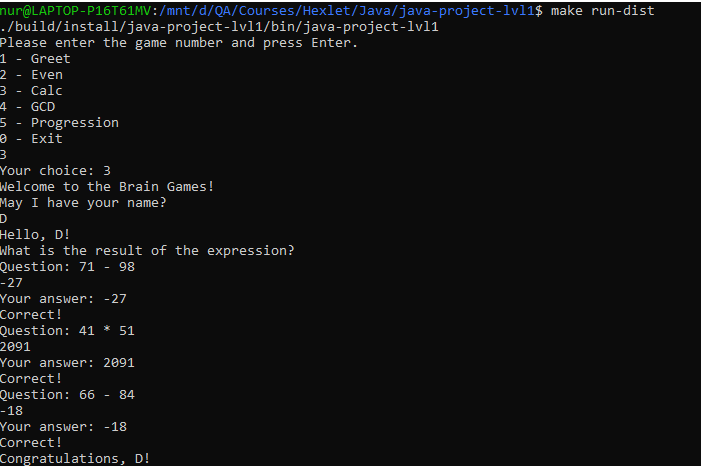 nur@LAPTOP-P16T61MV:/mnt/d/QA/Courses/Hexlet/Java/java-project-lvl1$ make run-dist
./build/install/java-project-lvl1/bin/java-project-lvl1
Please enter the game number and press Enter.
1 - Greet
2 - Even
3 - Calc
4 - GCD
5 - Progression
0 - Exit
3
Your choice: 3
Welcome to the Brain Games!
May I have your name?
D
Hello, D!
What is the result of the expression?
Question: 71 - 98
-27
Your answer: -27
Correct!
Question: 41 * 51
2091
Your answer: 2091
Correct!
Question: 66 - 84
-18
Your answer: -18
Correct!
Congratulations, D!